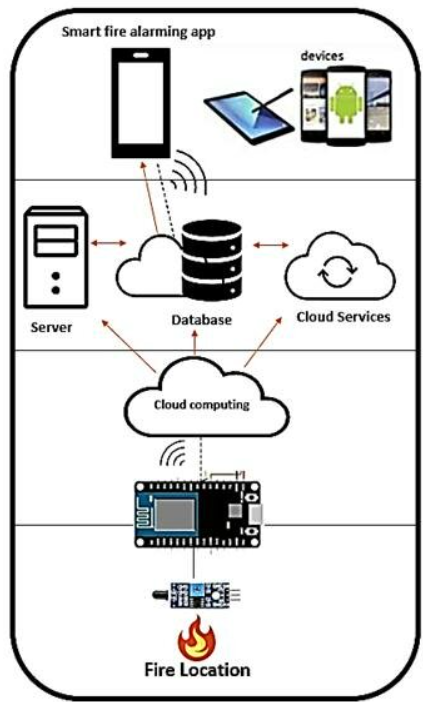 Smart fire alarming app
devices
Server
Database
Cloud Services
Cloud computing
Fire Location